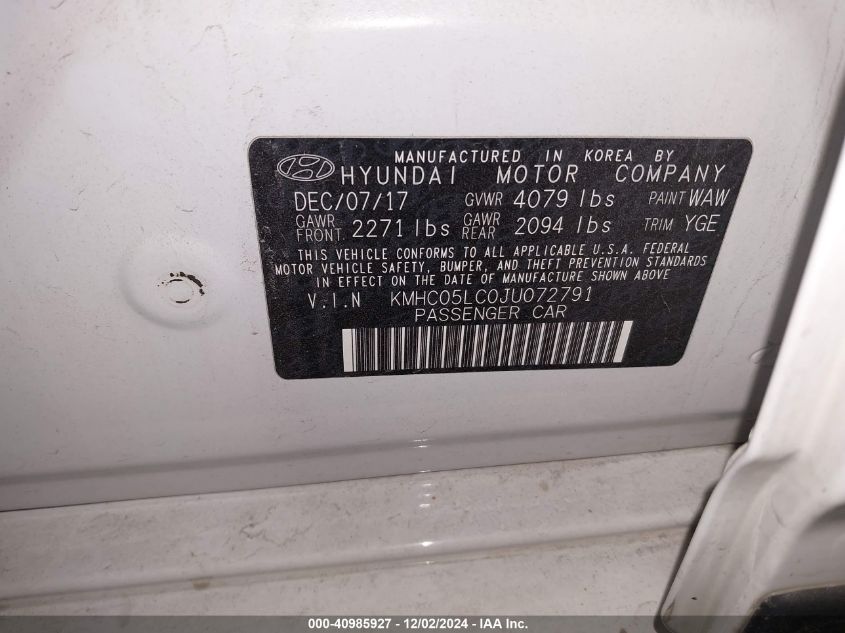 MANUFACTURED IN KOREA BY
HYUNDAI MOTOR COMPANY
DEC/07/17 GVWR 4079 lbs PAINT WAW
GAWR FRONT 2271 lbs GAWR REAR 2094 lbs TRIM YGE
THIS VEHICLE CONFORMS TO ALL APPLICABLE U.S.A. FEDERAL
MOTOR VEHICLE SAFETY, BUMPER, AND THEFT PREVENTION STANDARDS
IN EFFECT ON THE DATE OF MANUFACTURE SHOWN ABOVE
V.I.N KMHC05LC0JU072791
PASSENGER CAR
000-40985927 - 12/02/2024 - IAA Inc.